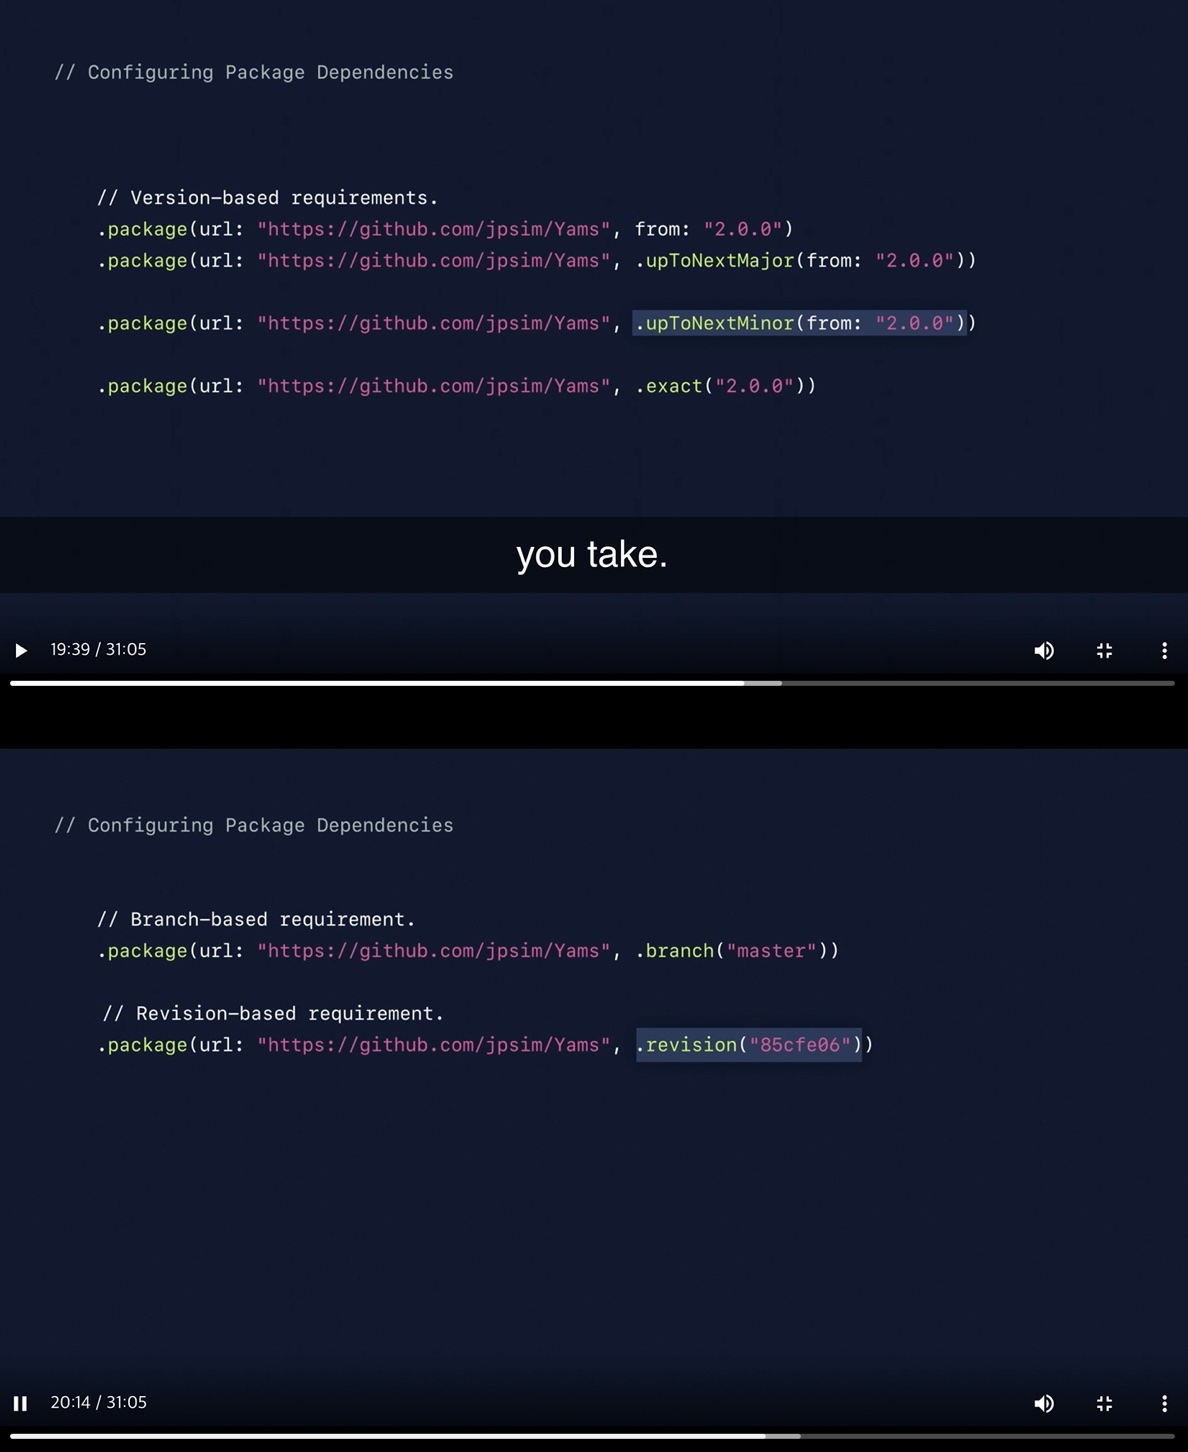 // Configuring Package Dependencies
// Version-based requirements.
.package(url: "https://github.com/jpsim/Yams", from: "2.0.0")
.package(url: "https://github.com/jpsim/Yams", .upToNextMajor(from: "2.0.0"))
.package(url: "https://github.com/jpsim/Yams", .upToNextMinor(from: "2.0.0"))
.package(url: "https://github.com/jpsim/Yams", .exact("2.0.0"))
you take.
19:39 / 31:05
// Configuring Package Dependencies
// Branch-based requirement.
.package(url: "https://github.com/jpsim/Yams", .branch("master"))
// Revision-based requirement.
.package(url: "https://github.com/jpsim/Yams", .revision("85cfe06"))
20:14 / 31:05